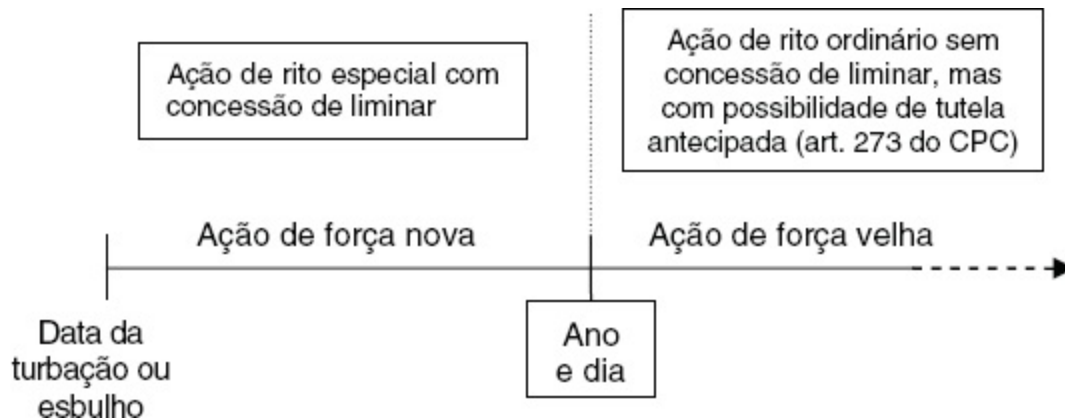 Ação de rito especial com
concessão de liminar
Ação de rito ordinário sem
concessão de liminar, mas
com possibilidade de tutela
antecipada (art. 273 do CPC)
Ação de força nova
Ação de força velha
Data da
turbação ou
esbulho
Ano
e dia